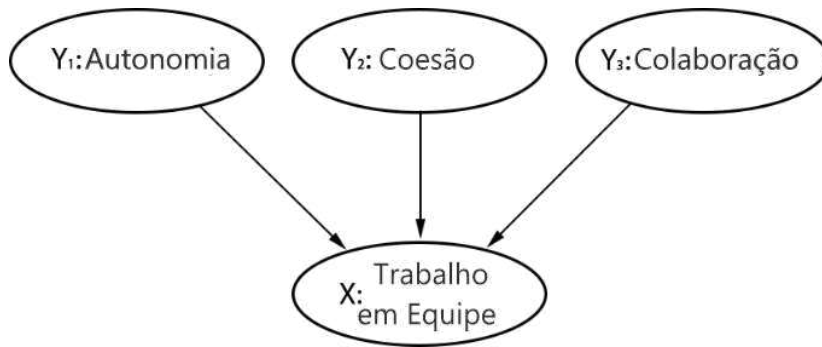 Y₁: Autonomia
Y₂: Coesão
Y₃: Colaboração
X: Trabalho
em Equipe